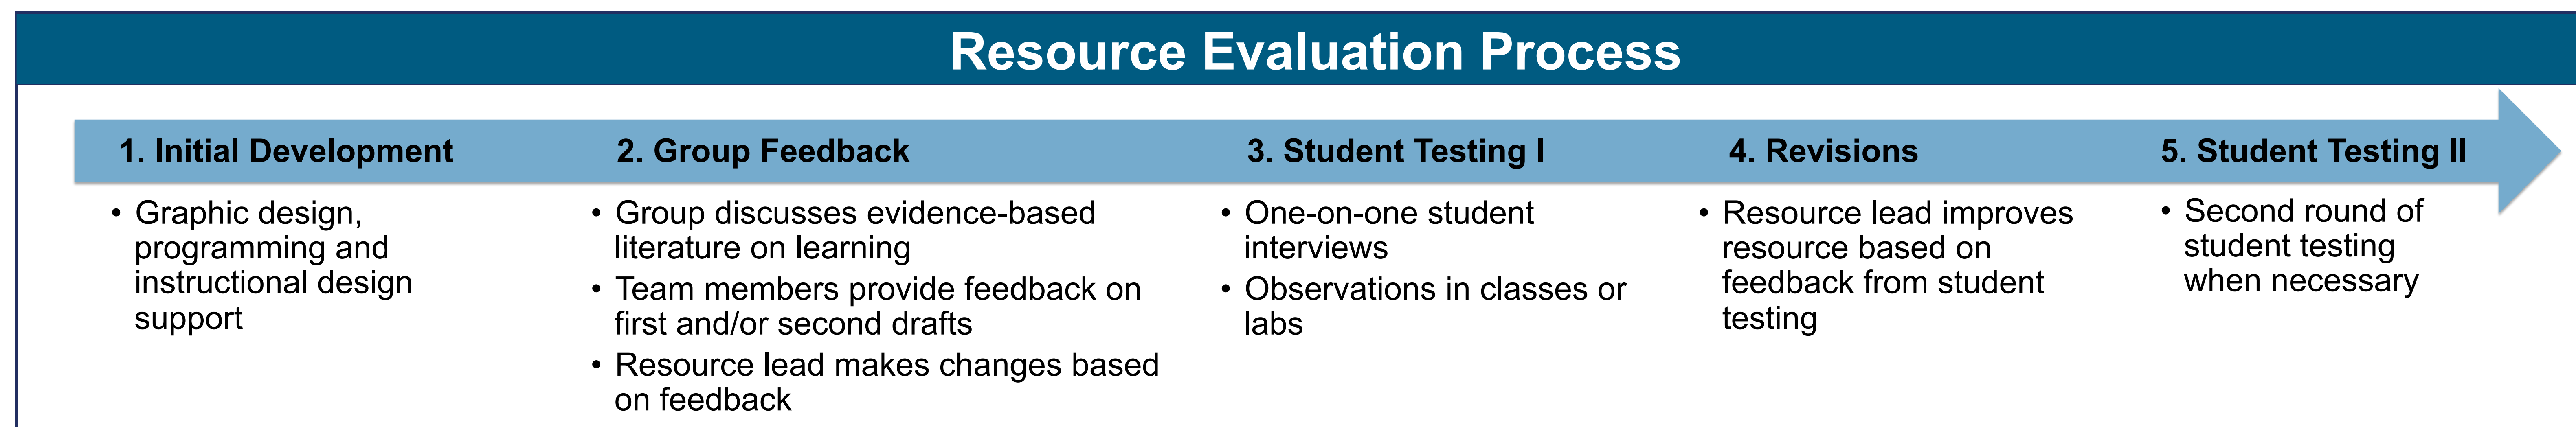 Resource Evaluation Process
1. Initial Development
• Graphic design,
programming and
instructional design
support
2. Group Feedback
• Group discusses evidence-based
literature on learning
• Team members provide feedback on
first and/or second drafts
• Resource lead makes changes based
on feedback
3. Student Testing I
• One-on-one student
interviews
• Observations in classes or
labs
4. Revisions
• Resource lead improves
resource based on
feedback from student
testing
5. Student Testing II
• Second round of
student testing
when necessary